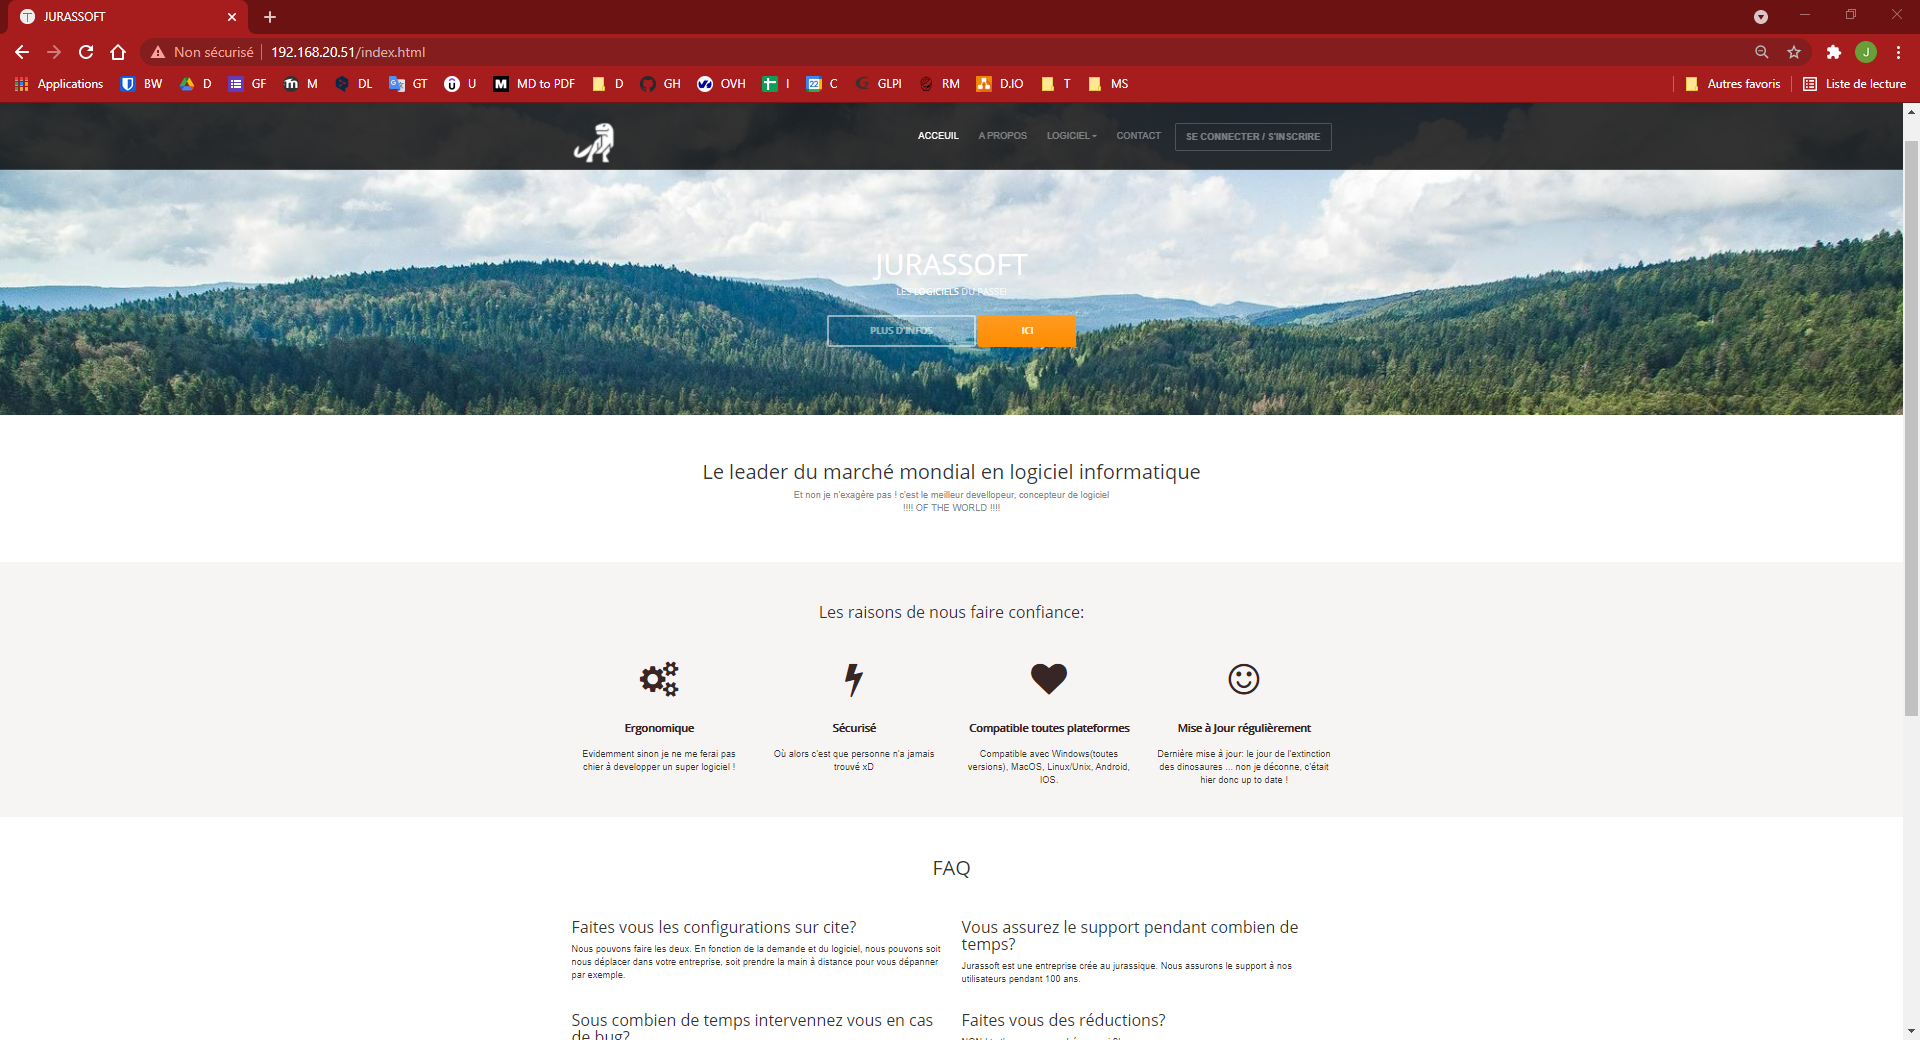 JURASSOFT
Non sécurisé
192.168.20.51/index.html
J
Applications BW D GF M DL GT U MD to PDF D GH OVH I C GLPI RM D.IO T MS Autres favoris Liste de lecture
ACCEUIL A PROPOS LOGICIEL CONTACT SE CONNECTER / S'INSCRIRE
JURASSOFT
LES LOGICIELS DU PASSE!
PLUS D'INFOS ICI
Le leader du marché mondial en logiciel informatique
Et non je n'exagère pas ! c'est le meilleur devellopeur, concepteur de logiciel
!!!! OF THE WORLD !!!!
Les raisons de nous faire confiance:
Ergonomique
Evidemment sinon je ne me ferai pas
chier à developper un super logiciel !
Sécurisé
Où alors c'est que personne n'a jamais
trouvé xD
Compatible toutes plateformes
Compatible avec Windows(toutes
versions), MacOS, Linux/Unix, Android,
IOS.
Mise à Jour régulièrement
Dernière mise à jour: le jour de l'extinction
des dinosaures ... non je déconne, c'était
hier donc up to date !
FAQ
Faites vous les configurations sur cite?
Nous pouvons faire les deux. En fonction de la demande et du logiciel, nous pouvons soit
nous déplacer dans votre entreprise, soit prendre la main à distance pour vous dépanner
par exemple.
Vous assurez le support pendant combien de
temps?
Jurassoft est une entreprise crée au jurassique. Nous assurons le support à nos
utilisateurs pendant 100 ans.
Sous combien de temps intervennez vous en cas
de bug?
Faites vous des réductions?